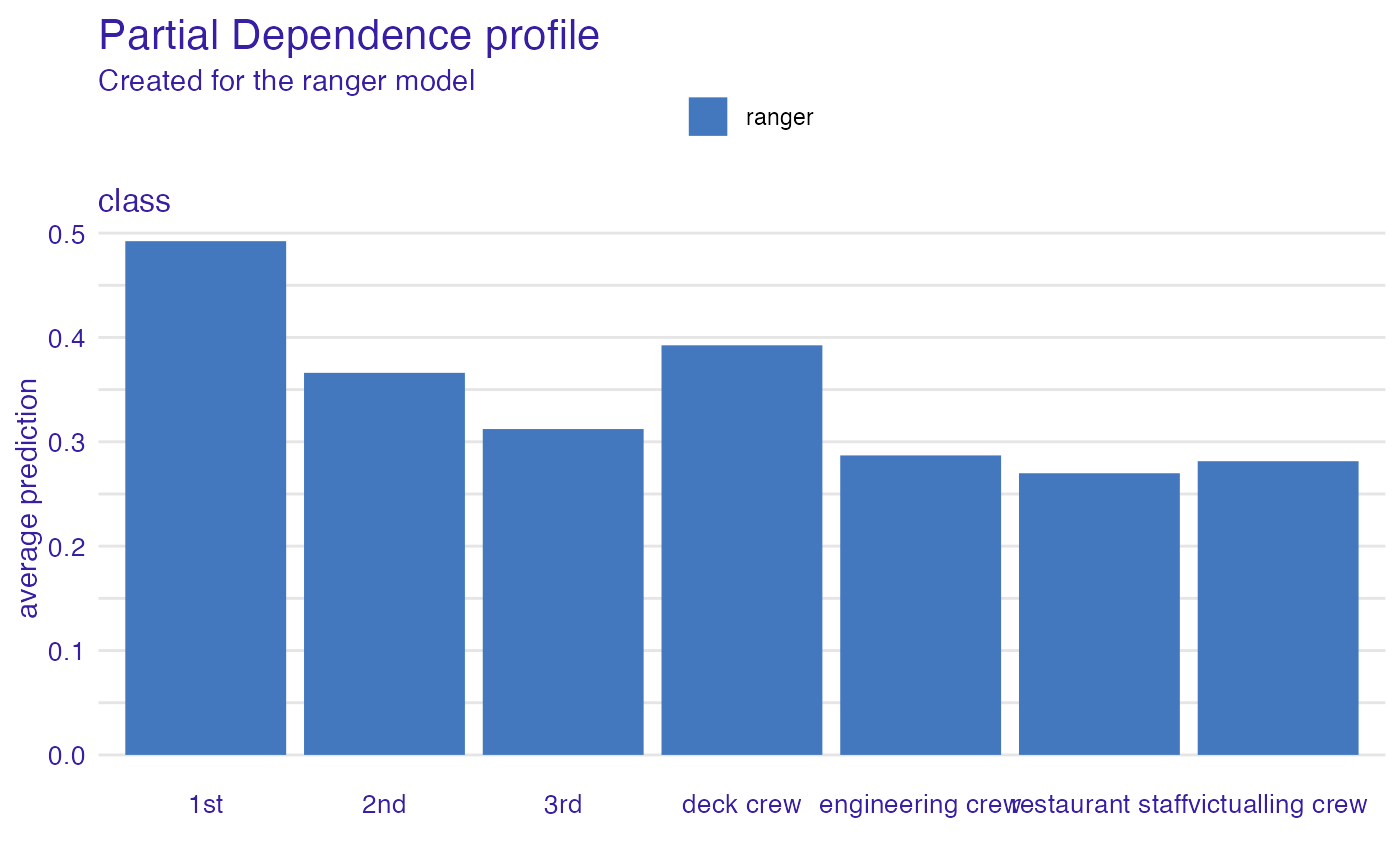 Partial Dependence profile
Created for the ranger model
ranger
class
0.5
0.4
0.3
0.2
0.1
0.0
average prediction
1st
2nd
3rd
deck crew
engineering crew
restaurant staff
victualling crew